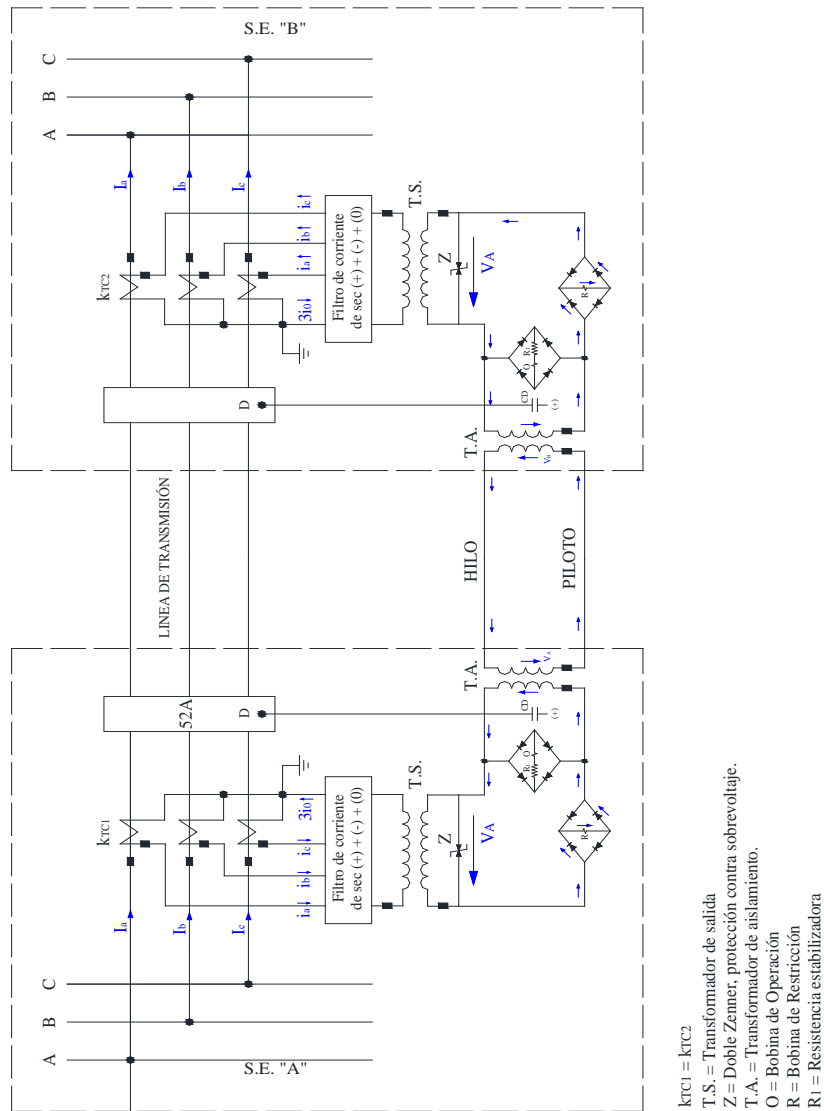 S.E. "B"
A
B
C
Ia
Ib
Ic
kTC2
3i0
ia
ib
ic
Filtro de corriente
de sec (+) + (-) + (0)
T.S.
Z
VA
R
O
R1
CD
(+)
D
T.A.
VB
LINEA DE TRANSMISIÓN
HILO
PILOTO
T.A.
VA
CD
(+)
52A
D
kTC1
3i0
ic
ib
ia
Filtro de corriente
de sec (+) + (-) + (0)
T.S.
Z
VA
R1
O
R
Ia
Ib
Ic
A
B
C
S.E. "A"
kTC1 = kTC2
T.S. = Transformador de salida
Z = Doble Zenner, protección contra sobrevoltaje.
T.A. = Transformador de aislamiento.
O = Bobina de Operación
R = Bobina de Restricción
R1 = Resistencia estabilizadora